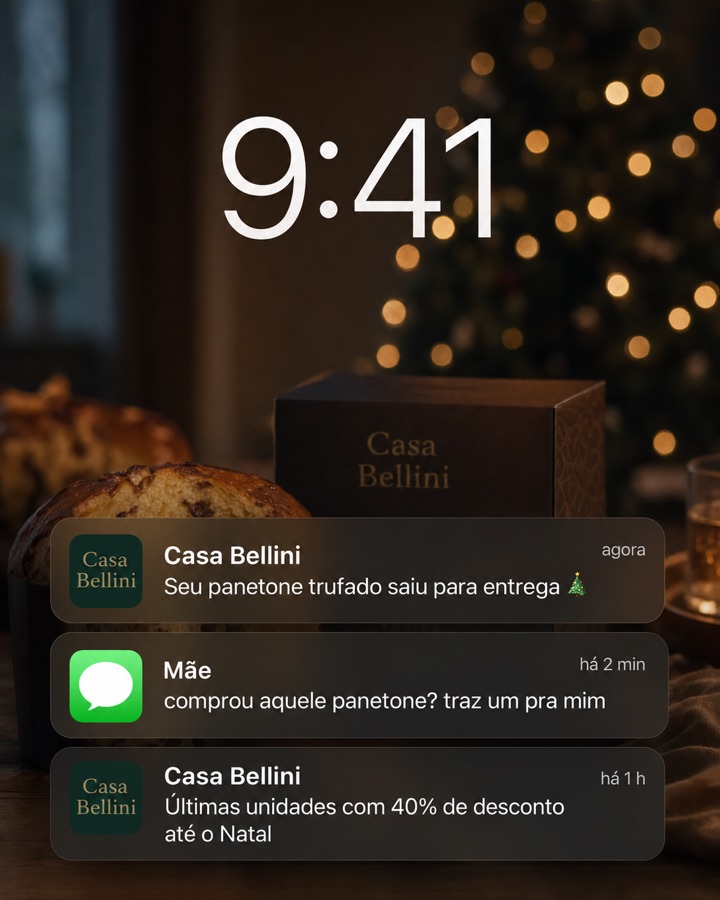 9:41
Casa
Bellini
Casa
Bellini
Casa Bellini
agora
Seu panetone trufado saiu para entrega 🎄
Mãe
há 2 min
comprou aquele panetone? traz um pra mim
Casa
Bellini
Casa Bellini
há 1 h
Últimas unidades com 40% de desconto
até o Natal